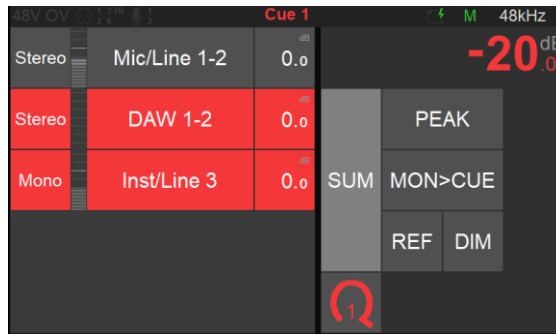 48V OV Cue 1 M 48kHz
Stereo Mic/Line 1-2 0.0 dB
-20.0 dB
Stereo DAW 1-2 0.0 dB
PEAK
Mono Inst/Line 3 0.0 dB
SUM MON>CUE
REF DIM
1